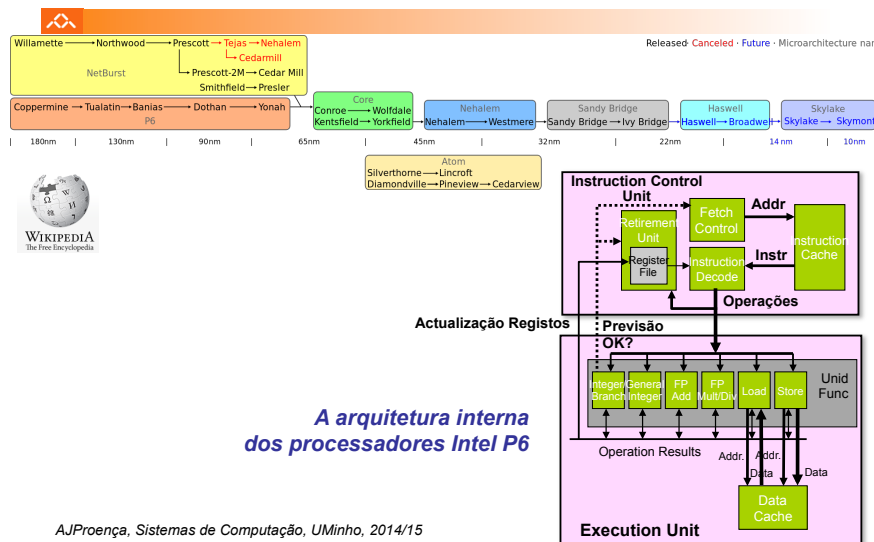 Released· Canceled · Future · Microarchitecture nam
Willamette Northwood Prescott Tejas Nehalem
Cedarmill
NetBurst
Prescott-2M Cedar Mill
Smithfield Presler
Coppermine Tualatin Banias Dothan Yonah
P6
Core
Conroe Wolfdale
Kentsfield Yorkfield
Nehalem
Nehalem Westmere
Sandy Bridge
Sandy Bridge Ivy Bridge
Haswell
Haswell Broadwe
Skylake
Skylake Skymont
180nm 130nm 90nm 65nm 45nm 32nm 22nm 14 nm 10nm
Atom
Silverthorne Lincroft
Diamondville Pineview Cedarview
WIKIPEDIA
The Free Encyclopedia
Instruction Control
Unit
Retirement
Unit
Register
File
Fetch
Control
Addr
Instruction
Cache
Instr
Instruction
Decode
Operações
Actualização Registos
Previsão
OK?
Integer/
Branch
General
Integer
FP
Add
FP
Mult/Div
Load
Store
Unid
Func
Operation Results
Addr. Addr.
Data Data
Data
Cache
Execution Unit
A arquitetura interna
dos processadores Intel P6
AJProença, Sistemas de Computação, UMinho, 2014/15